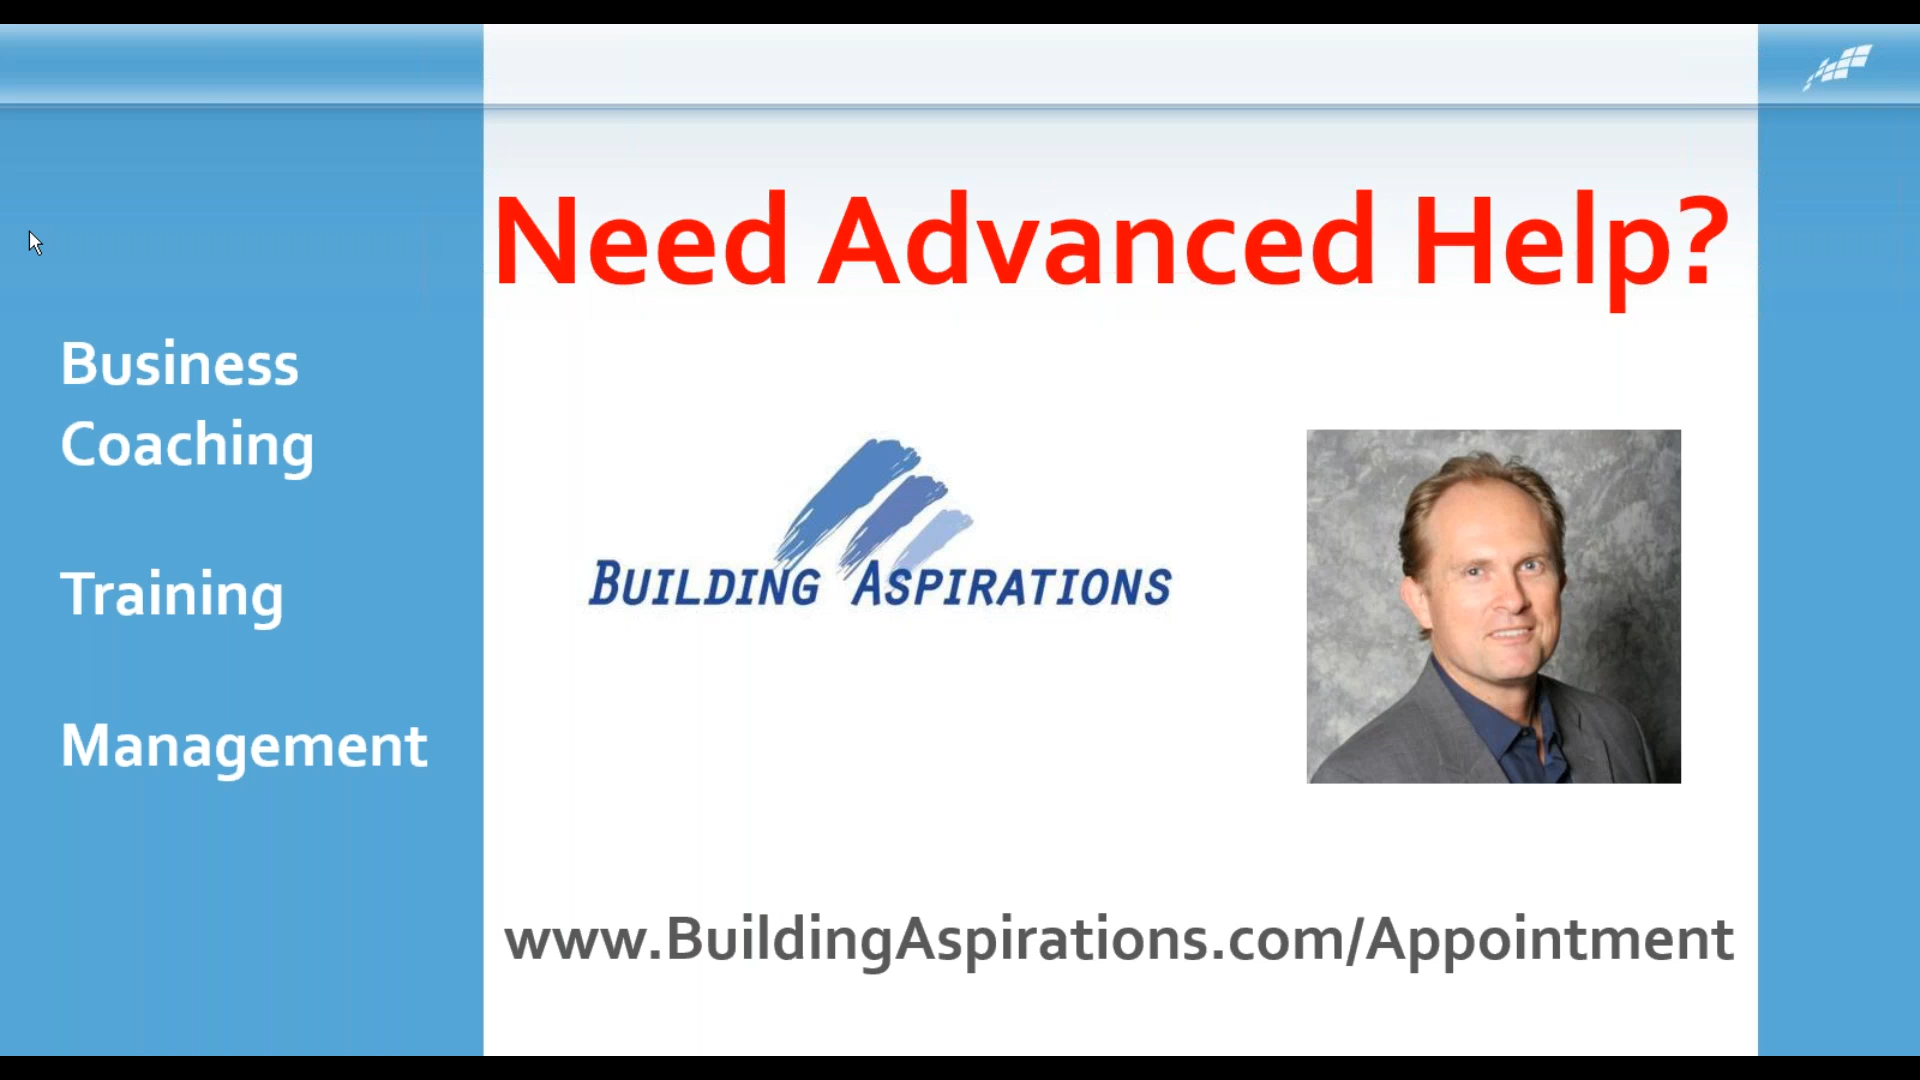 Need Advanced Help?
Business
Coaching
Training
Management
BUILDING ASPIRATIONS
www.BuildingAspirations.com/Appointment